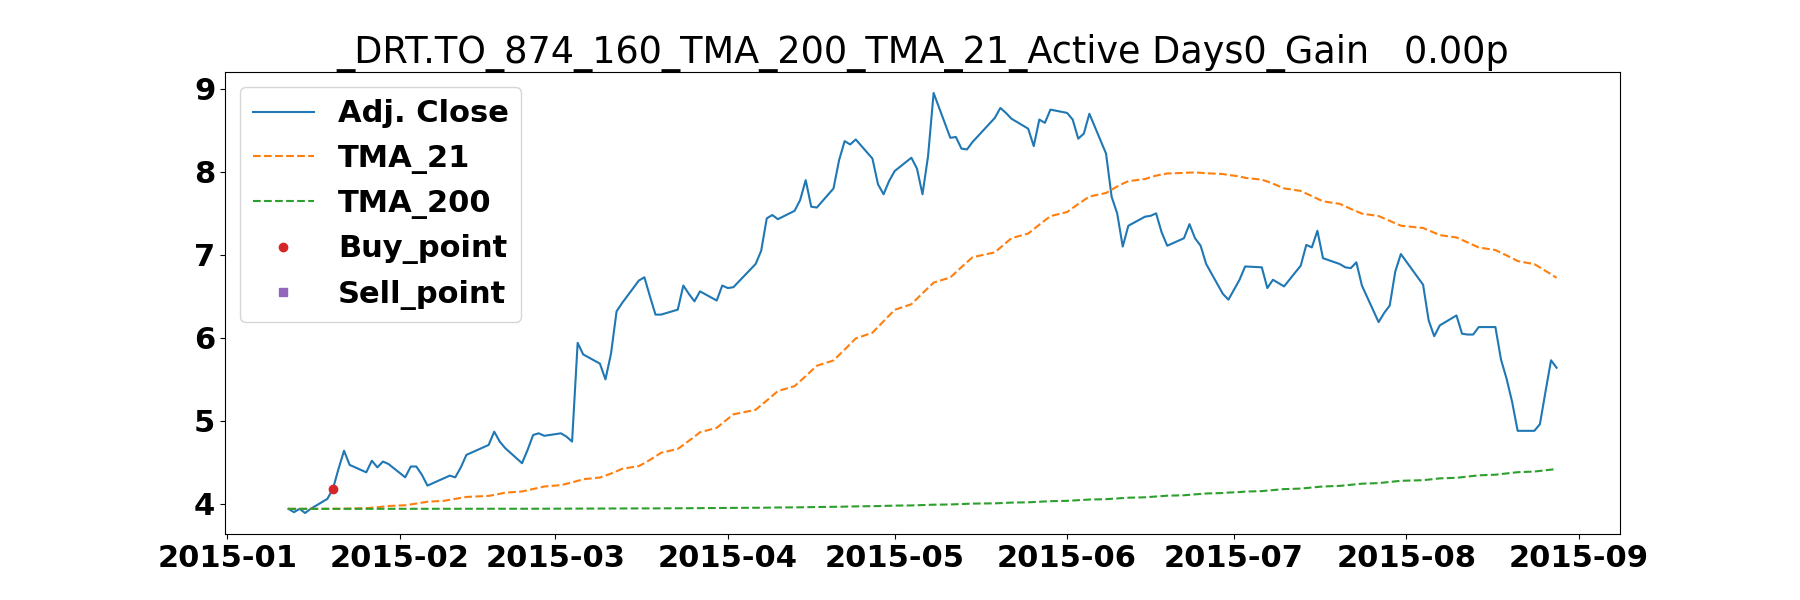 _DRT.TO_874_160_TMA_200_TMA_21_Active Days0_Gain   0.00p
9
8
7
6
5
4
Adj. Close
TMA_21
TMA_200
Buy_point
Sell_point
2015-01 2015-02 2015-03 2015-04 2015-05 2015-06 2015-07 2015-08 2015-09